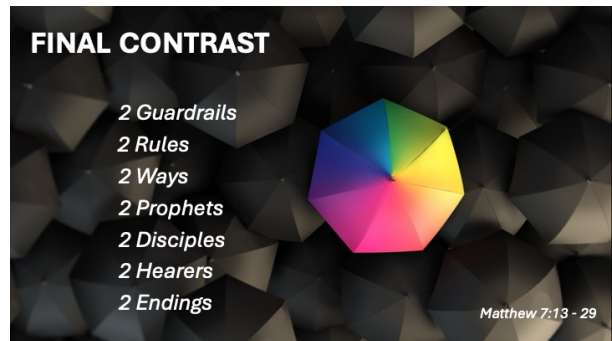 FINAL CONTRAST
2 Guardrails
2 Rules
2 Ways
2 Prophets
2 Disciples
2 Hearers
2 Endings
Matthew 7:13 - 29